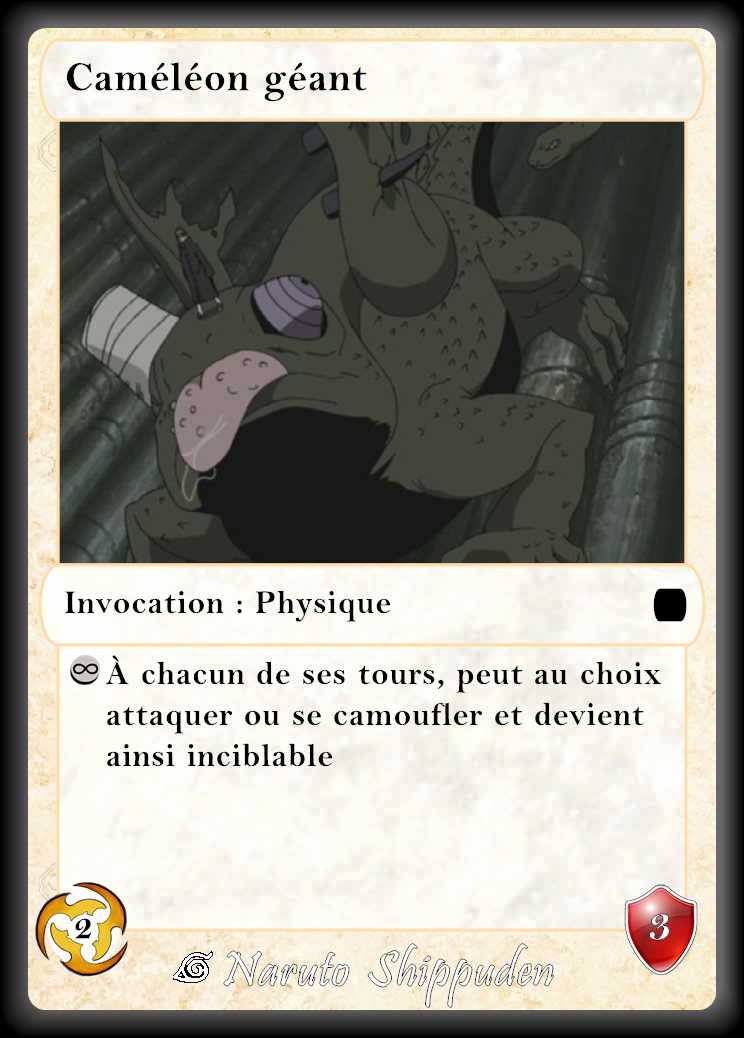 Caméléon géant
Invocation : Physique
À chacun de ses tours, peut au choix
attaquer ou se camoufler et devient
ainsi inciblable
2
3
Naruto Shippuden